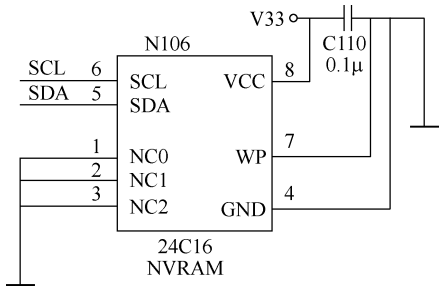 N106
V33
C110
0.1μ
SCL 6 SCL VCC 8
SDA 5 SDA
1 NC0 WP 7
2 NC1
3 NC2 GND 4
24C16
NVRAM